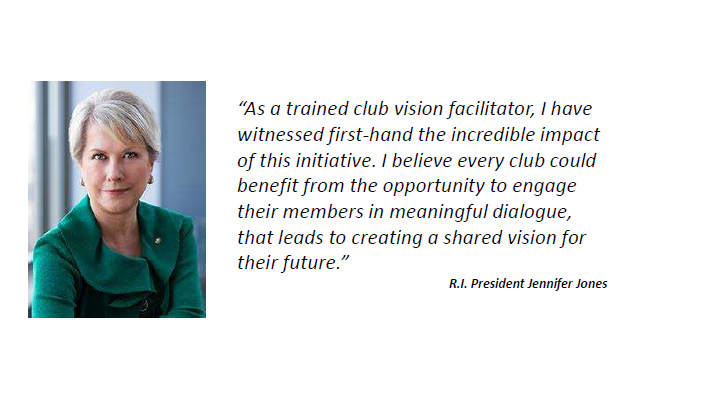 “As a trained club vision facilitator, I have
witnessed first-hand the incredible impact
of this initiative. I believe every club could
benefit from the opportunity to engage
their members in meaningful dialogue,
that leads to creating a shared vision for
their future.”
R.I. President Jennifer Jones